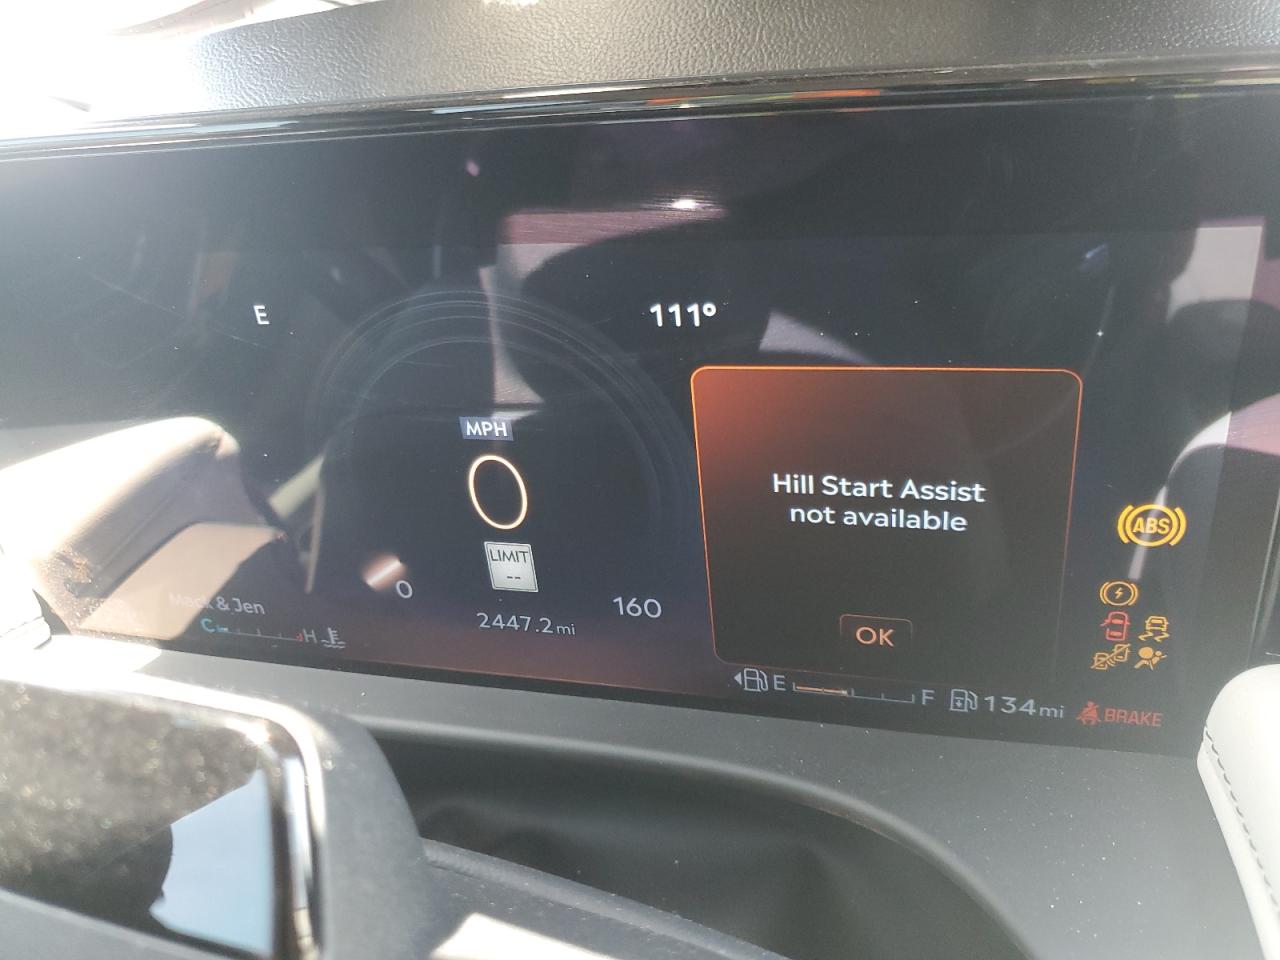 E
111°
MPH
0
LIMIT
--
0
160
2447.2 mi
Mack & Jen
C
H
Hill Start Assist
not available
OK
E
F
134 mi
ABS
BRAKE